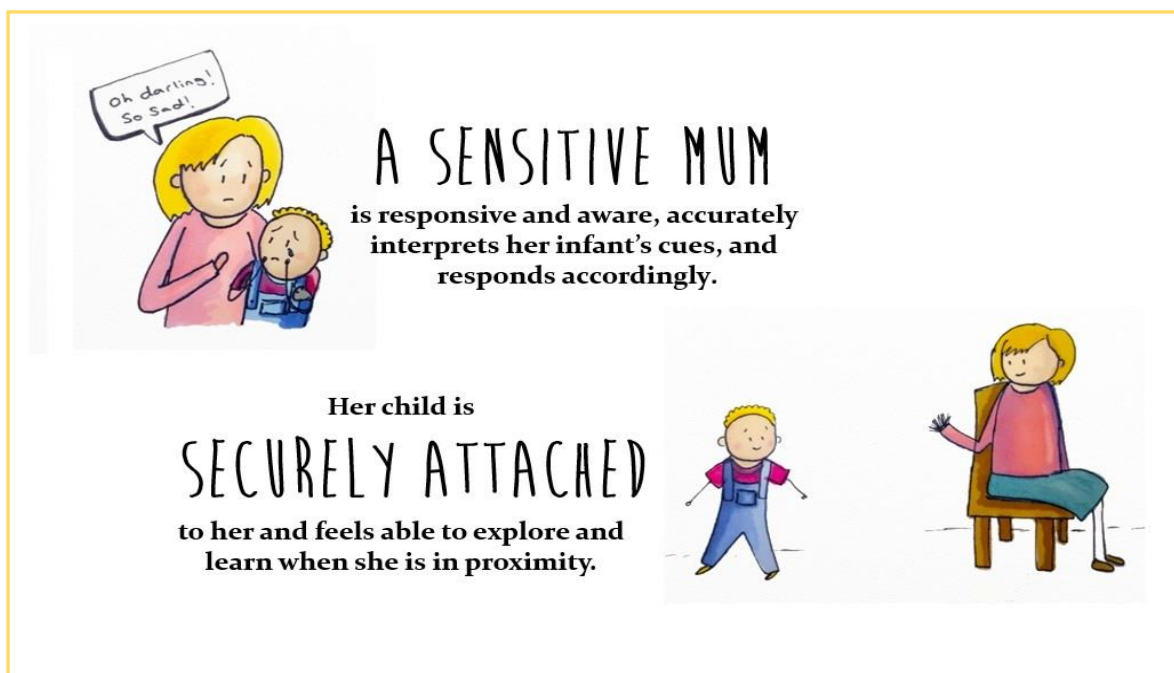 Oh darling!
So sad!
A SENSITIVE MUM
is responsive and aware, accurately
interprets her infant's cues, and
responds accordingly.
Her child is
SECURELY ATTACHED
to her and feels able to explore and
learn when she is in proximity.